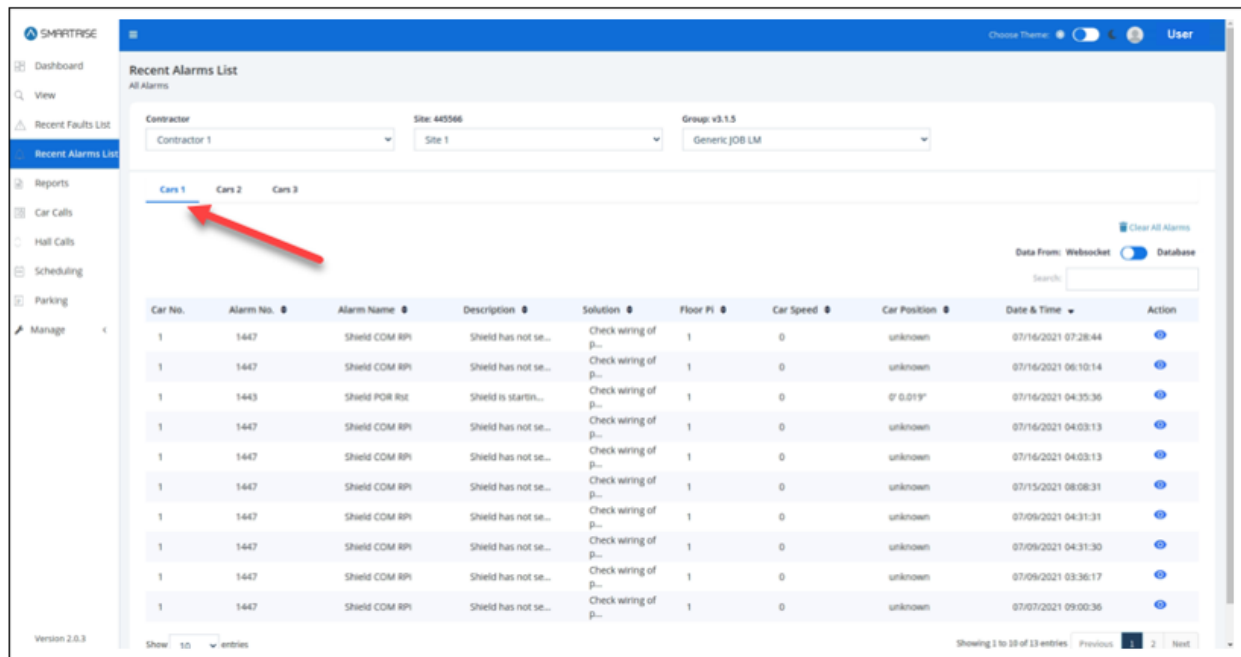 SMARTRISE
Choose Theme:
User
Dashboard
View
Recent Faults List
Recent Alarms List
Reports
Car Calls
Hall Calls
Scheduling
Parking
Manage
Version 2.0.3
Recent Alarms List
All Alarms
Contractor Site: 445566 Group: v3.1.5
Contractor 1 Site 1 Generic JOB LM
Cars 1 Cars 2 Cars 3
Clear All Alarms
Data From: Websocket Database
Search:
Car No. Alarm No. Alarm Name Description Solution Floor PI Car Speed Car Position Date & Time Action
1 1447 Shield COM RPi Shield has not se... Check wiring of p... 1 0 unknown 07/16/2021 07:28:44
1 1447 Shield COM RPi Shield has not se... Check wiring of p... 1 0 unknown 07/16/2021 06:10:14
1 1443 Shield POR Rst Shield is startin... Check wiring of p... 1 0 0' 0.019" 07/16/2021 04:35:36
1 1447 Shield COM RPi Shield has not se... Check wiring of p... 1 0 unknown 07/16/2021 04:03:13
1 1447 Shield COM RPi Shield has not se... Check wiring of p... 1 0 unknown 07/16/2021 04:03:13
1 1447 Shield COM RPi Shield has not se... Check wiring of p... 1 0 unknown 07/15/2021 08:08:31
1 1447 Shield COM RPi Shield has not se... Check wiring of p... 1 0 unknown 07/09/2021 04:31:31
1 1447 Shield COM RPi Shield has not se... Check wiring of p... 1 0 unknown 07/09/2021 04:31:30
1 1447 Shield COM RPi Shield has not se... Check wiring of p... 1 0 unknown 07/09/2021 03:36:17
1 1447 Shield COM RPi Shield has not se... Check wiring of p... 1 0 unknown 07/07/2021 09:00:36
Show 10 entries
Showing 1 to 10 of 13 entries Previous 1 2 Next